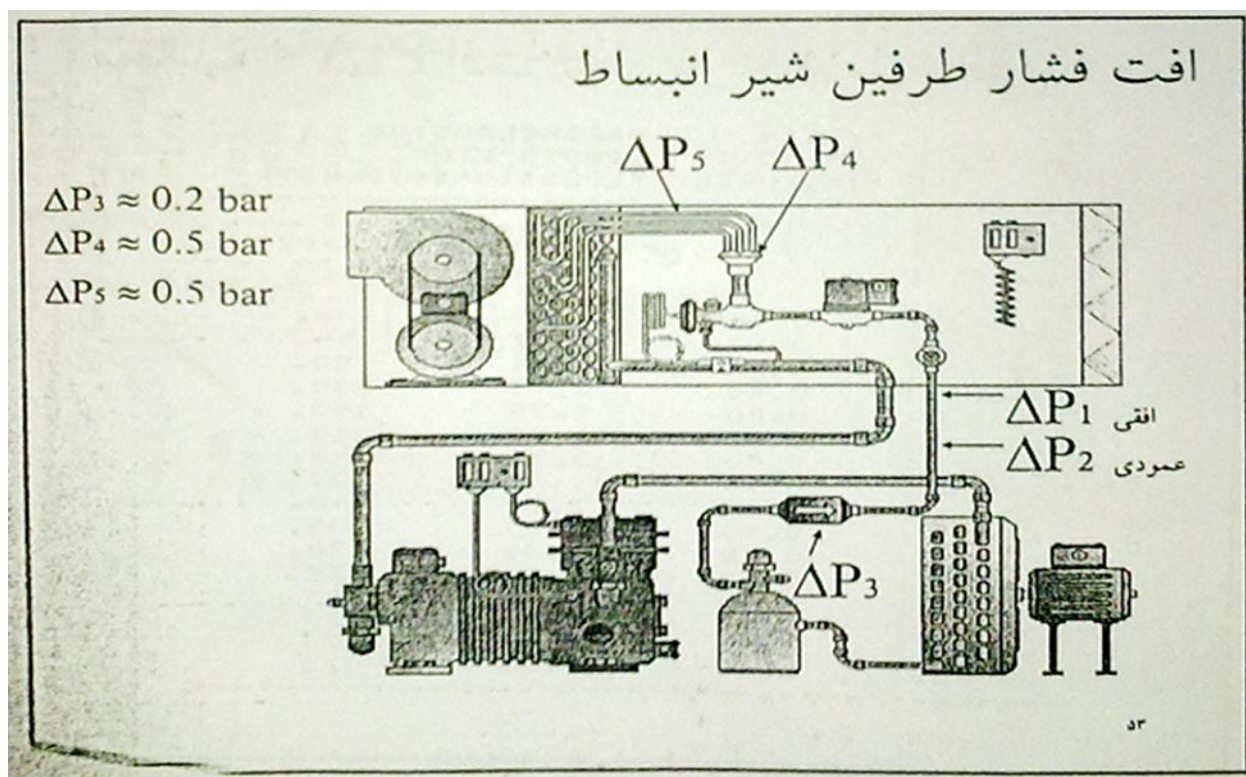 افت فشار طرفین شیر انبساط
ΔP5
ΔP4
ΔP3 ≈ 0.2 bar
ΔP4 ≈ 0.5 bar
ΔP5 ≈ 0.5 bar
ΔP1 افقی
ΔP2 عمودی
ΔP3
۵۳